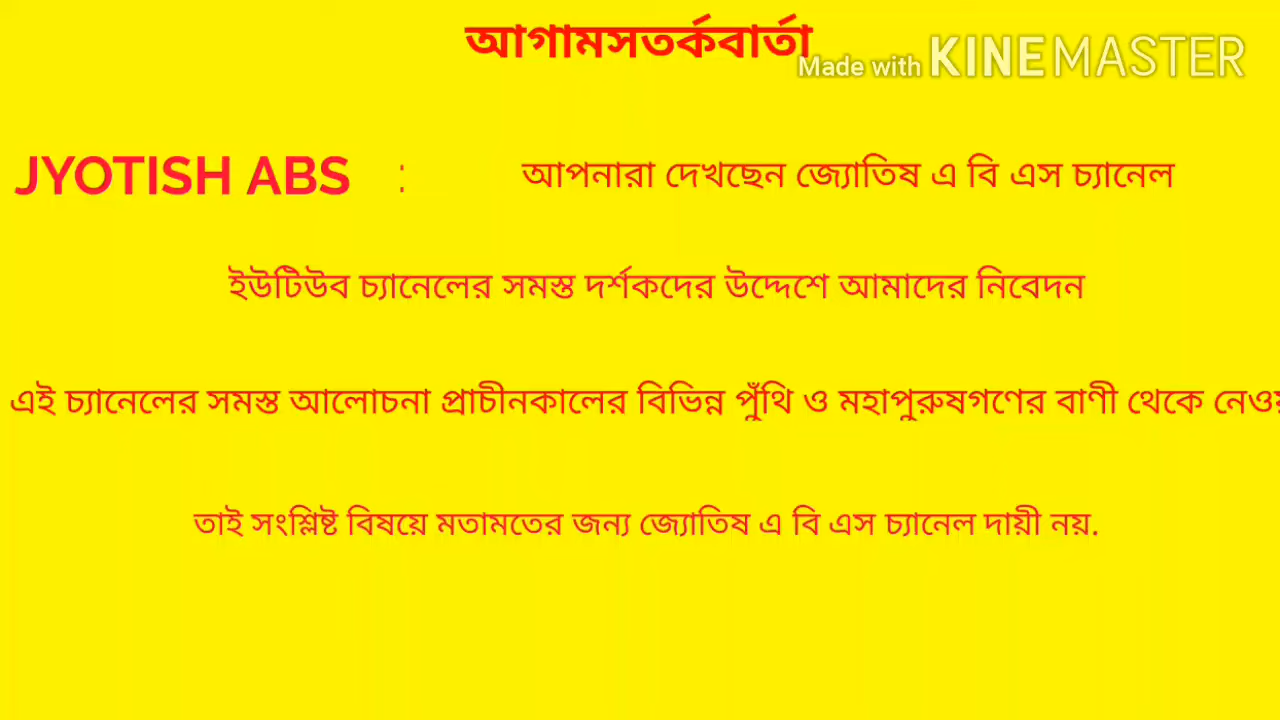 আগামসতর্কবার্তা
Made with KINEMASTER
JYOTISH ABS : আপনারা দেখছেন জ্যোতিষ এ বি এস চ্যানেল
ইউটিউব চ্যানেলের সমস্ত দর্শকদের উদ্দেশে আমাদের নিবেদন
এই চ্যানেলের সমস্ত আলোচনা প্রাচীনকালের বিভিন্ন পুঁথি ও মহাপুরুষগণের বাণী থেকে
তাই সংশ্লিষ্ট বিষয়ে মতামতের জন্য জ্যোতিষ এ বি এস চ্যানেল দায়ী নয়.